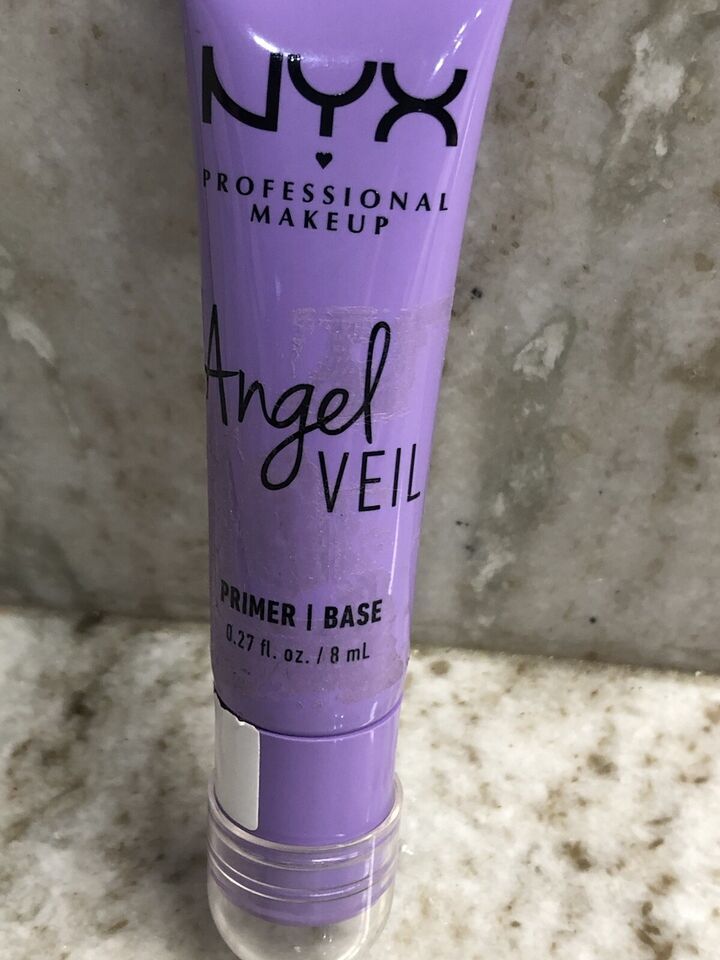 NYX
PROFESSIONAL
MAKEUP
Angel
VEIL
PRIMER | BASE
0.27 fl. oz. / 8 mL